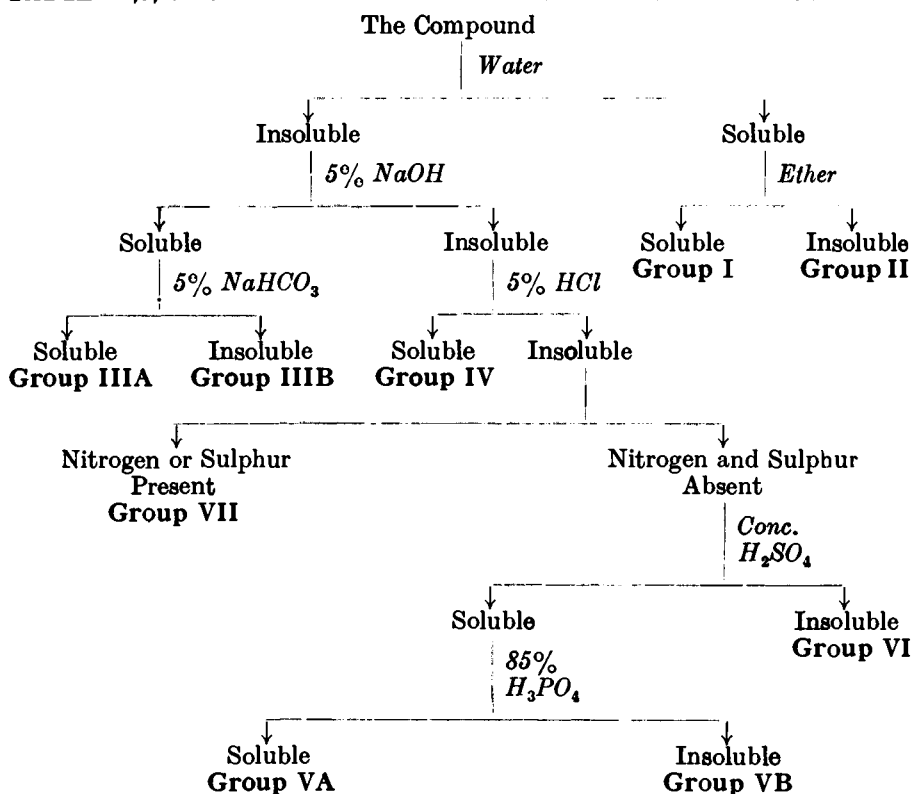 The Compound
Water
Insoluble
Soluble
5% NaOH
Ether
Soluble
Insoluble
Soluble
Insoluble
Group I
Group II
5% NaHCO₃
5% HCl
Soluble
Insoluble
Soluble
Insoluble
Group IIIA
Group IIIB
Group IV
Nitrogen or Sulphur
Present
Group VII
Nitrogen and Sulphur
Absent
Conc.
H₂SO₄
Soluble
Insoluble
Group VI
85%
H₃PO₄
Soluble
Group VA
Insoluble
Group VB